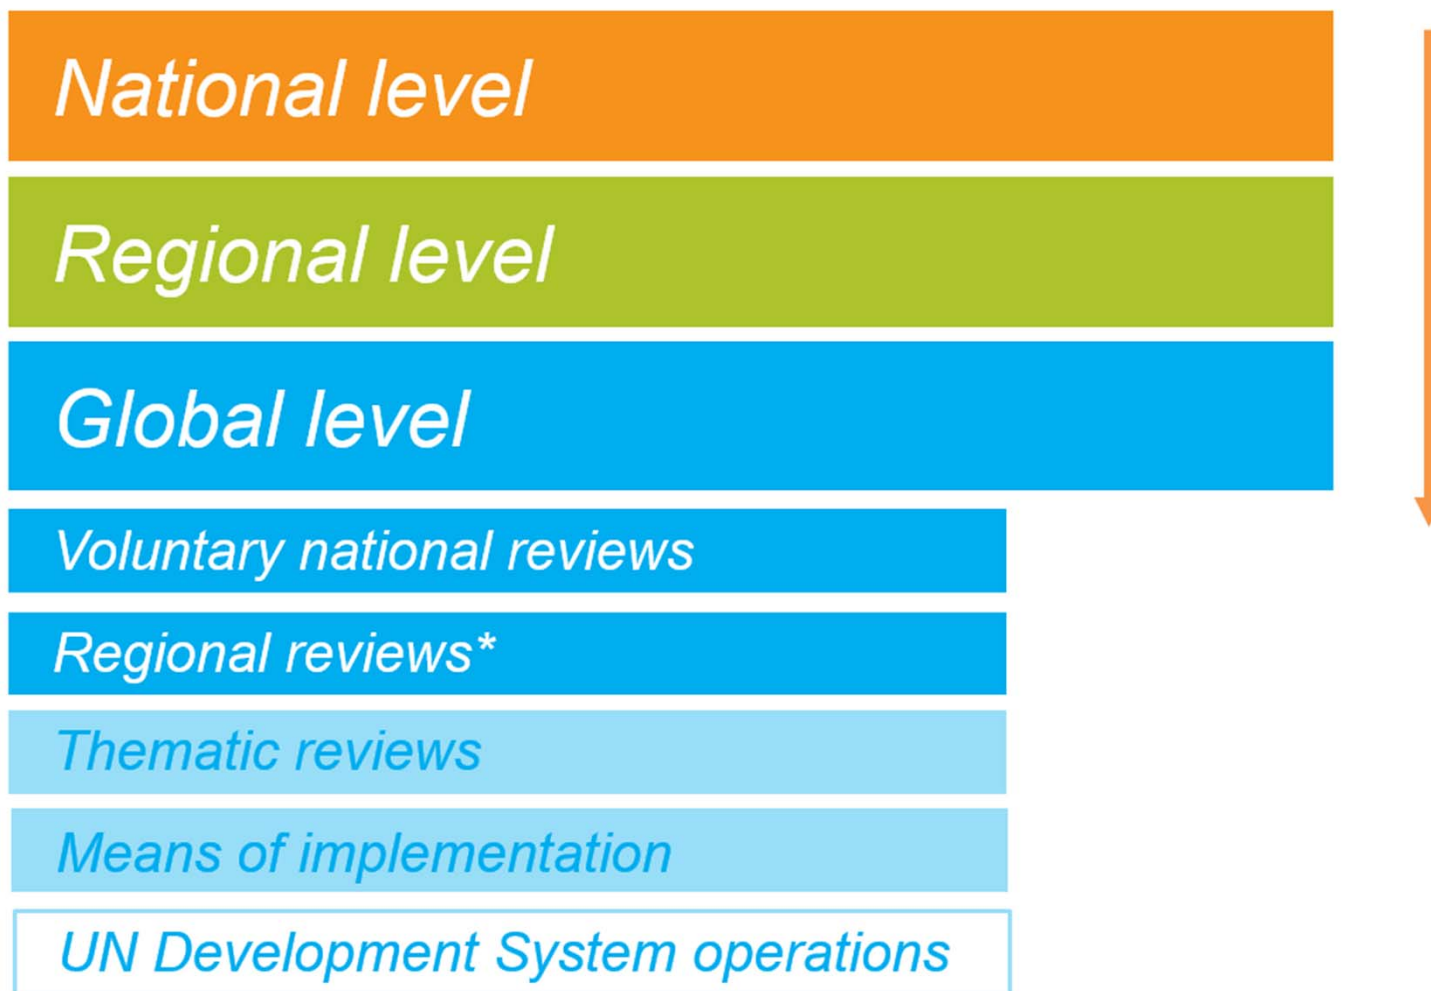 National level
Regional level
Global level
Voluntary national reviews
Regional reviews*
Thematic reviews
Means of implementation
UN Development System operations